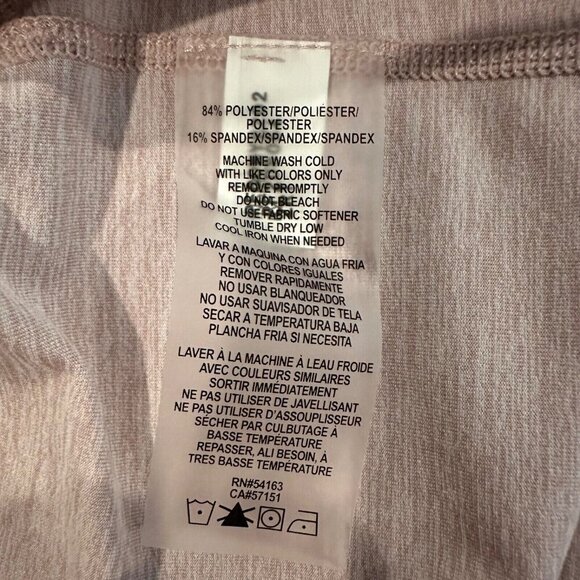 84% POLYESTER/POLIÉSTER/
POLYESTER
16% SPANDEX/SPANDEX/SPANDEX
MACHINE WASH COLD
WITH LIKE COLORS ONLY
REMOVE PROMPTLY
DO NOT BLEACH
DO NOT USE FABRIC SOFTENER
TUMBLE DRY LOW
COOL IRON WHEN NEEDED
LAVAR A MAQUINA CON AGUA FRIA
Y CON COLORES IGUALES
REMOVER RAPIDAMENTE
NO USAR BLANQUEADOR
NO USAR SUAVISADOR DE TELA
SECAR A TEMPERATURA BAJA
PLANCHA FRIA SI NECESITA
LAVER À LA MACHINE À LEAU FROIDE
AVEC COULEURS SIMILAIRES
SORTIR IMMÉDIATEMENT
NE PAS UTILISER DE JAVELLISANT
NE PAS UTILISER D'ASSOUPLISSEUR
SÉCHER PAR CULBUTAGE À
BASSE TEMPÉRATURE
REPASSER, ALI BESOIN, À
TRES BASSE TEMPÉRATURE
RN#54163
CA#57151